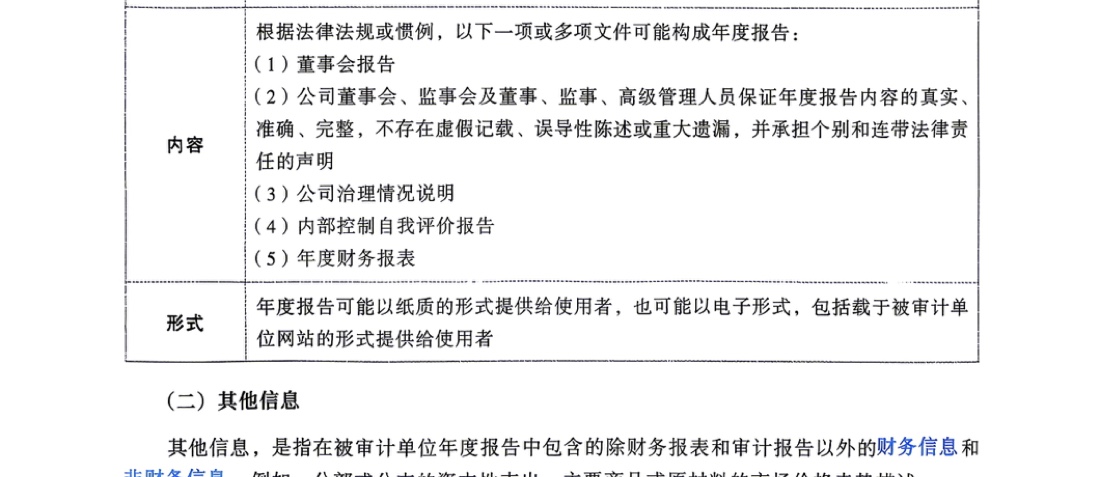 根据法律法规或惯例，以下一项或多项文件可能构成年度报告：
（1）董事会报告
（2）公司董事会、监事会及董事、监事、高级管理人员保证年度报告内容的真实、
准确、完整，不存在虚假记载、误导性陈述或重大遗漏，并承担个别和连带法律责
任的声明
内容
（3）公司治理情况说明
（4）内部控制自我评价报告
（5）年度财务报表
年度报告可能以纸质的形式提供给使用者，也可能以电子形式，包括载于被审计单
形式
位网站的形式提供给使用者
（二）其他信息
其他信息，是指在被审计单位年度报告中包含的除财务报表和审计报告以外的财务信息和
非财务信息